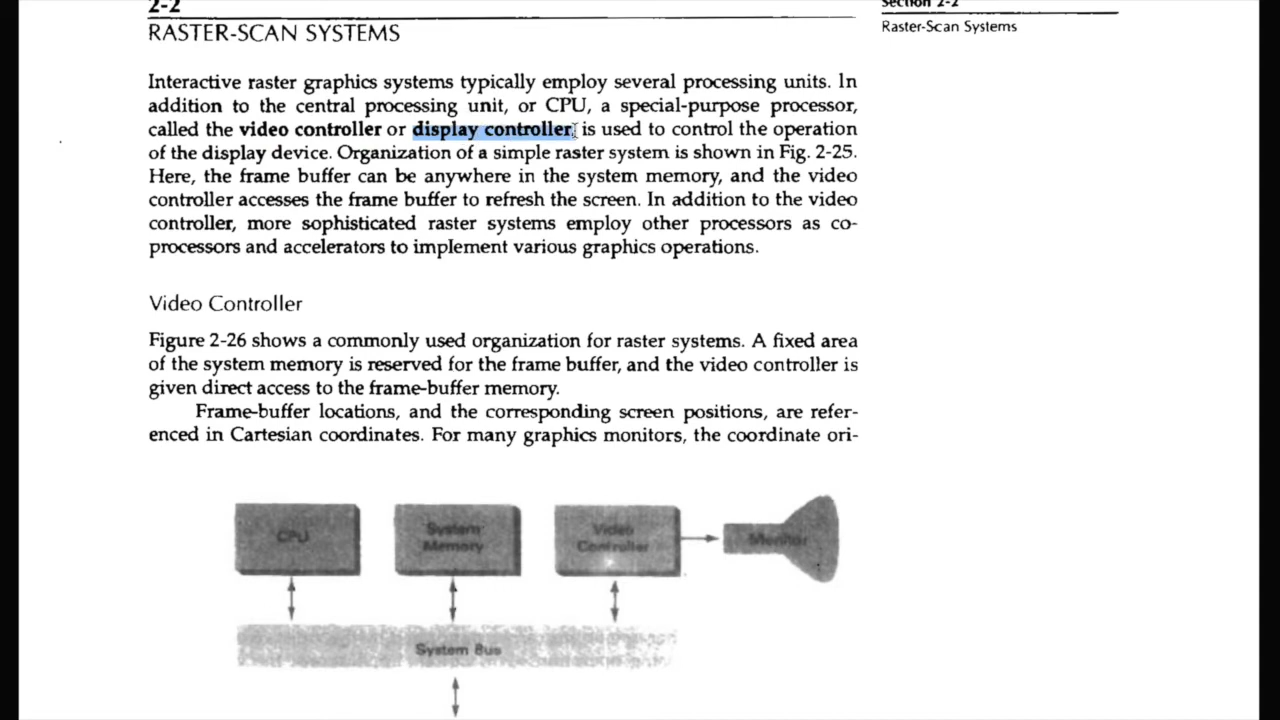 2-2
RASTER-SCAN SYSTEMS
Section 2-2
Raster-Scan Systems
Interactive raster graphics systems typically employ several processing units. In
addition to the central processing unit, or CPU, a special-purpose processor,
called the video controller or display controller, is used to control the operation
of the display device. Organization of a simple raster system is shown in Fig. 2-25.
Here, the frame buffer can be anywhere in the system memory, and the video
controller accesses the frame buffer to refresh the screen. In addition to the video
controller, more sophisticated raster systems employ other processors as co-
processors and accelerators to implement various graphics operations.
Video Controller
Figure 2-26 shows a commonly used organization for raster systems. A fixed area
of the system memory is reserved for the frame buffer, and the video controller is
given direct access to the frame-buffer memory.
Frame-buffer locations, and the corresponding screen positions, are refer-
enced in Cartesian coordinates. For many graphics monitors, the coordinate ori-
CPU
System
Memory
Video
Controller
Monitor
System Bus